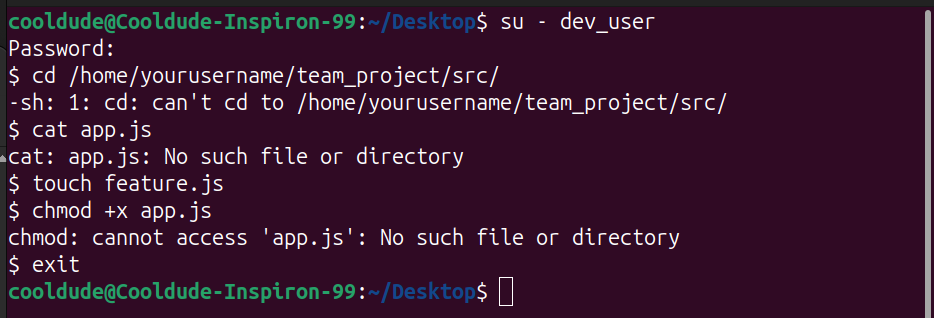 cooldude@Cooldude-Inspiron-99:~/Desktop$ su - dev_user
Password:
$ cd /home/yourusername/team_project/src/
-sh: 1: cd: can't cd to /home/yourusername/team_project/src/
$ cat app.js
cat: app.js: No such file or directory
$ touch feature.js
$ chmod +x app.js
chmod: cannot access 'app.js': No such file or directory
$ exit
cooldude@Cooldude-Inspiron-99:~/Desktop$